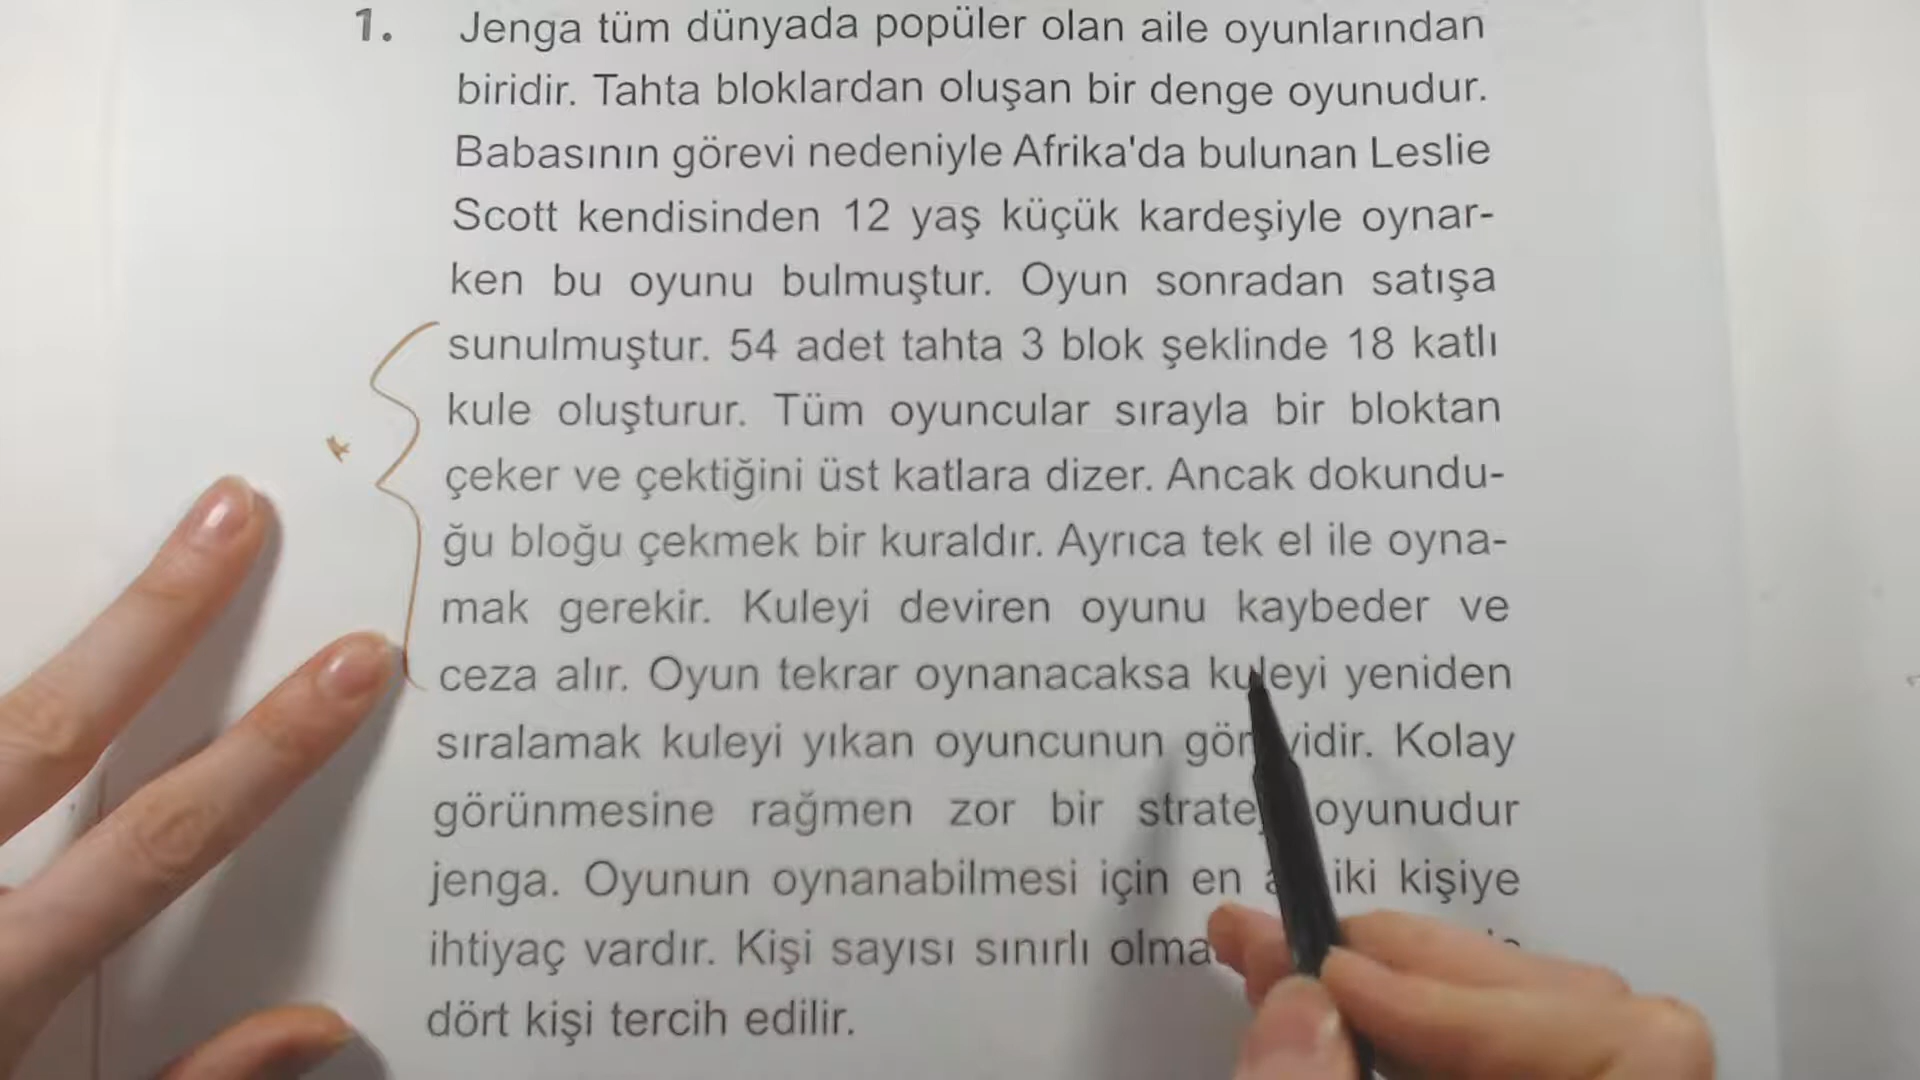 1. Jenga tüm dünyada popüler olan aile oyunlarından
biridir. Tahta bloklardan oluşan bir denge oyunudur.
Babasının görevi nedeniyle Afrika'da bulunan Leslie
Scott kendisinden 12 yaş küçük kardeşiyle oynar-
ken bu oyunu bulmuştur. Oyun sonradan satışa
sunulmuştur. 54 adet tahta 3 blok şeklinde 18 katlı
kule oluşturur. Tüm oyuncular sırayla bir bloktan
çeker ve çektiğini üst katlara dizer. Ancak dokundu-
ğu bloğu çekmek bir kuraldır. Ayrıca tek el ile oyna-
mak gerekir. Kuleyi deviren oyunu kaybeder ve
ceza alır. Oyun tekrar oynanacaksa kuleyi yeniden
sıralamak kuleyi yıkan oyuncunun Kolay
görünmesine rağmen zor bir oyunudur
jenga. Oyunun oynanabilmesi için en iki kişiye
ihtiyaç vardır. Kişi sayısı sınırlı
dört kişi tercih edilir.